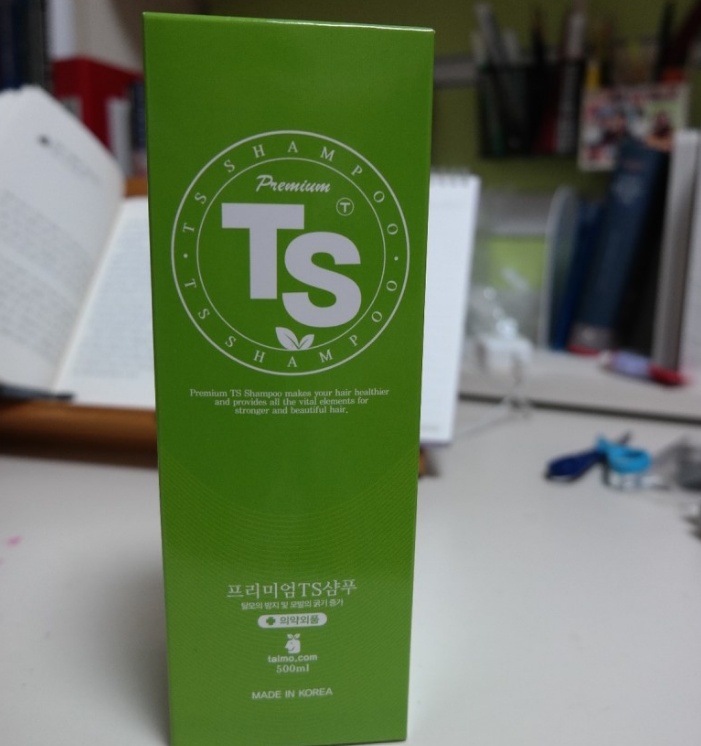 TS SHAMPOO · TS SHAMPOO ·
Premium
T
TS
Premium TS Shampoo makes your hair healthier
and provides all the vital elements for
stronger and beautiful hair.
프리미엄TS샴푸
탈모의 방지 및 모발의 굵기 증가
의약외품
talmo.com
500ml
MADE IN KOREA